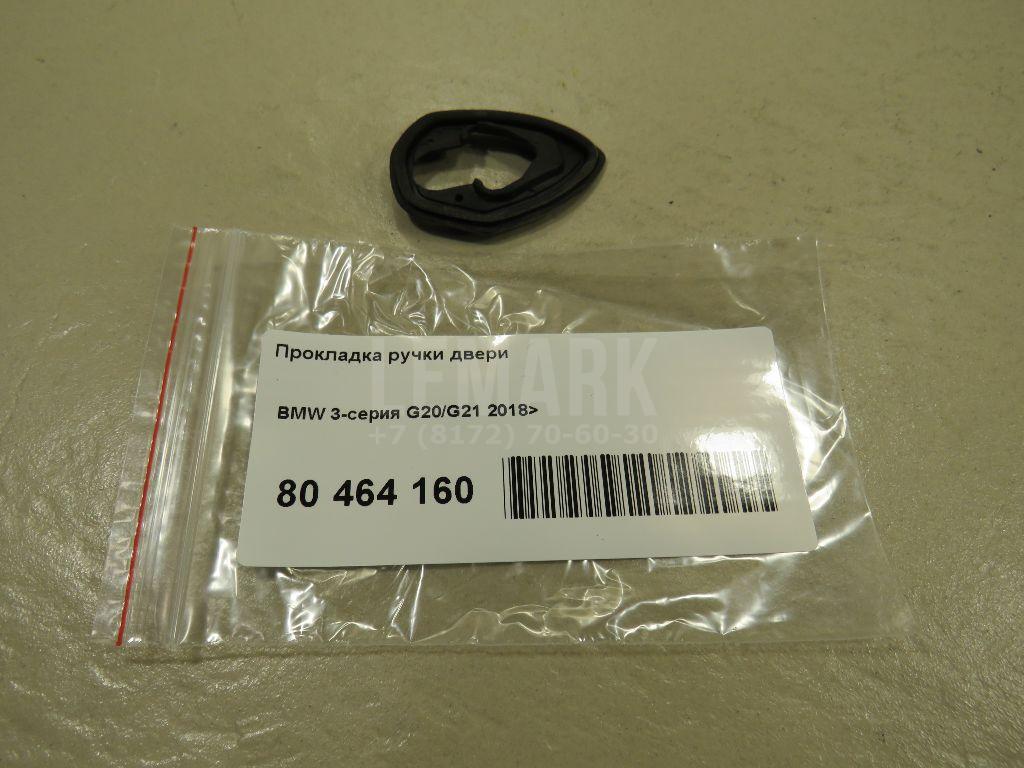 Прокладка ручки двери
LEMARK
BMW 3-серия G20/G21 2018>
+7 (8172) 70-60-30
80 464 160